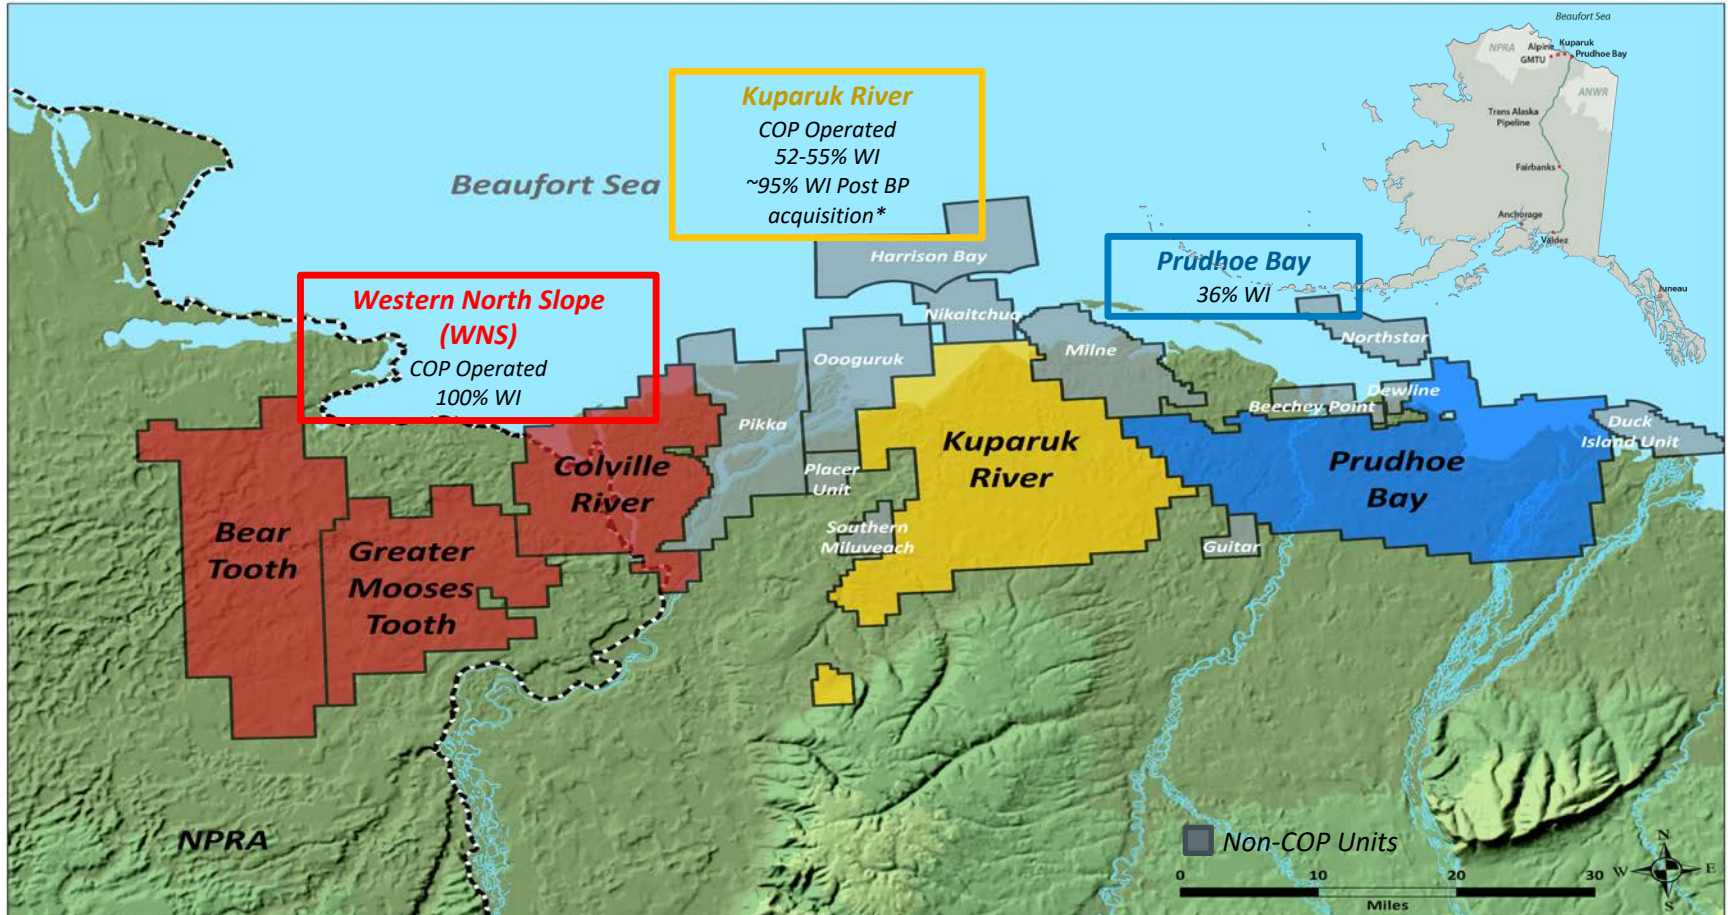 Beaufort Sea
NPRA
Alpine
Kuparuk
GMTU
Prudhoe Bay
ANWR
Trans Alaska
Pipeline
Fairbanks
Anchorage
Valdez
Juneau
Kuparuk River
COP Operated
52-55% WI
~95% WI Post BP
acquisition*
Beaufort Sea
Harrison Bay
Prudhoe Bay
36% WI
Western North Slope
(WNS)
COP Operated
100% WI
Nikaitchuq
Northstar
Oooguruk
Milne
Dewline
Beechey Point
Pikka
Duck
Island Unit
Kuparuk
River
Prudhoe
Bay
Colville
River
Placer
Unit
Bear
Tooth
Greater
Mooses
Tooth
Southern
Miluveach
Guitar
NPRA
Non-COP Units
0 10 20 30
Miles
N
W E
S